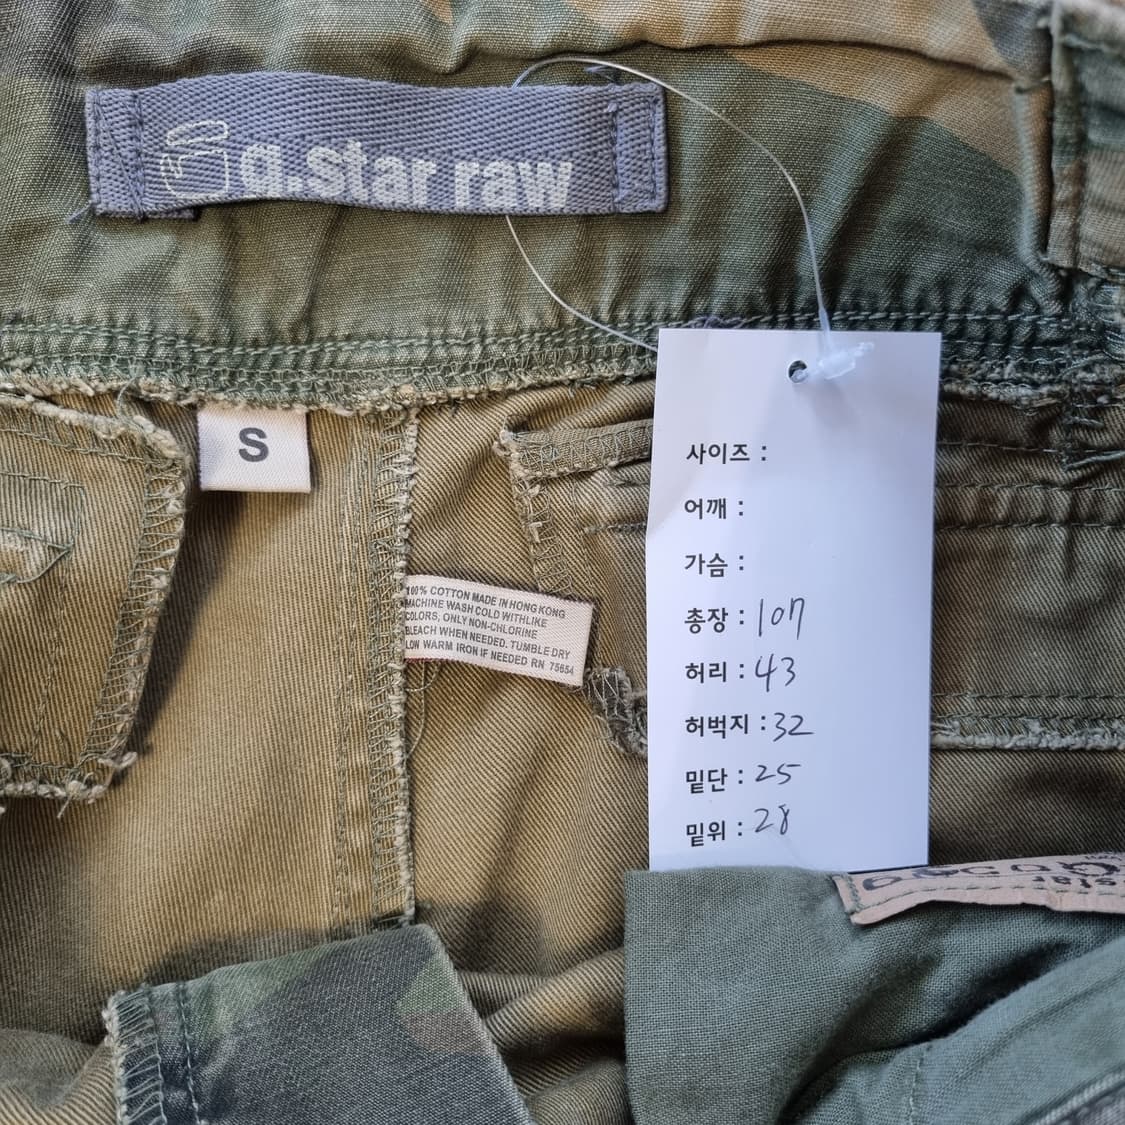 g.star raw
S
100% COTTON MADE IN HONG KONG
MACHINE WASH COLD WITHLIKE
COLORS, ONLY NON-CHLORINE
BLEACH WHEN NEEDED. TUMBLE DRY
LOW WARM IRON IF NEEDED RN 75654
사이즈 :
어깨 :
가슴 :
총장 : 107
허리 : 43
허벅지 : 32
밑단 : 25
밑위 : 28